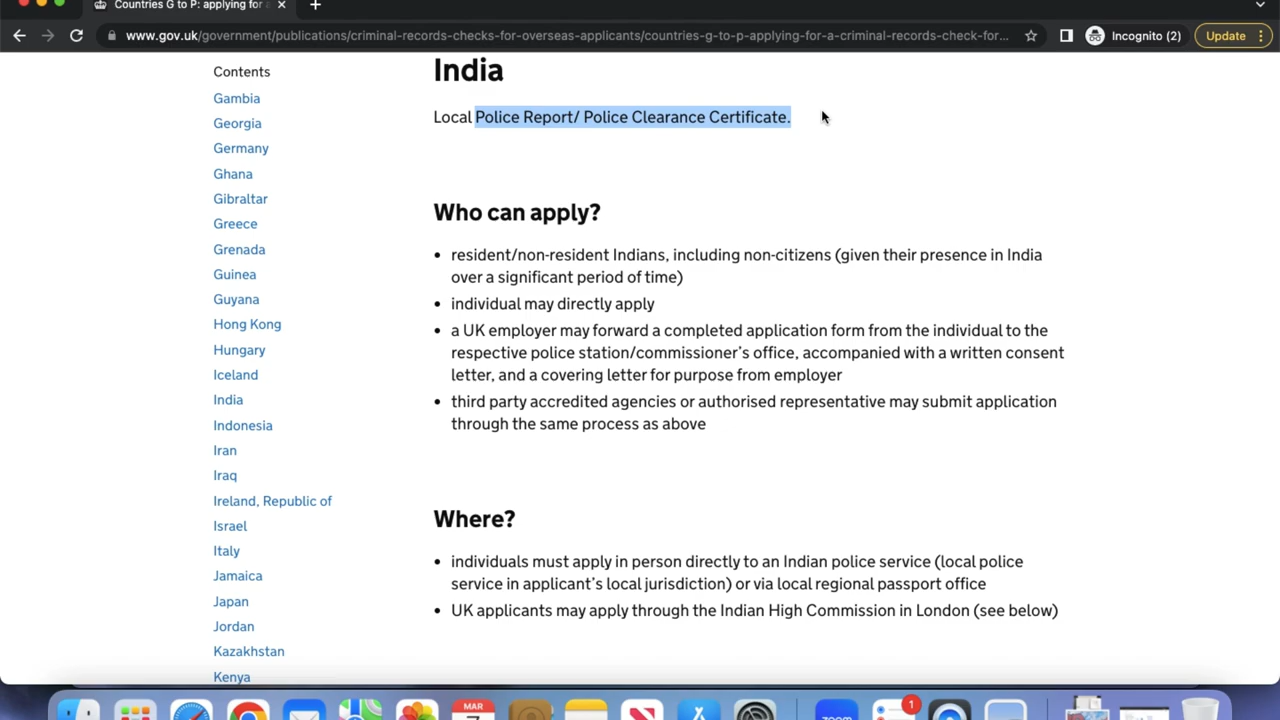 Countries G to P: applying for a
www.gov.uk/government/publications/criminal-records-checks-for-overseas-applicants/countries-g-to-p-applying-for-a-criminal-records-check-for...
Incognito (2)
Update
Contents
Gambia
Georgia
Germany
Ghana
Gibraltar
Greece
Grenada
Guinea
Guyana
Hong Kong
Hungary
Iceland
India
Indonesia
Iran
Iraq
Ireland, Republic of
Israel
Italy
Jamaica
Japan
Jordan
Kazakhstan
Kenya
India
Local Police Report/ Police Clearance Certificate.
Who can apply?
• resident/non-resident Indians, including non-citizens (given their presence in India
over a significant period of time)
• individual may directly apply
• a UK employer may forward a completed application form from the individual to the
respective police station/commissioner's office, accompanied with a written consent
letter, and a covering letter for purpose from employer
• third party accredited agencies or authorised representative may submit application
through the same process as above
Where?
• individuals must apply in person directly to an Indian police service (local police
service in applicant's local jurisdiction) or via local regional passport office
• UK applicants may apply through the Indian High Commission in London (see below)
MAR
zoom
1